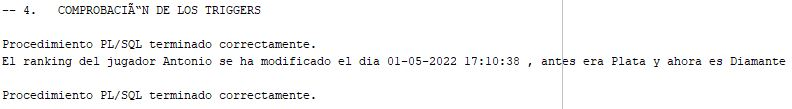 -- 4.   COMPROBACIÃ“N DE LOS TRIGGERS
Procedimiento PL/SQL terminado correctamente.
El ranking del jugador Antonio se ha modificado el dia 01-05-2022 17:10:38 , antes era Plata y ahora es Diamante
Procedimiento PL/SQL terminado correctamente.